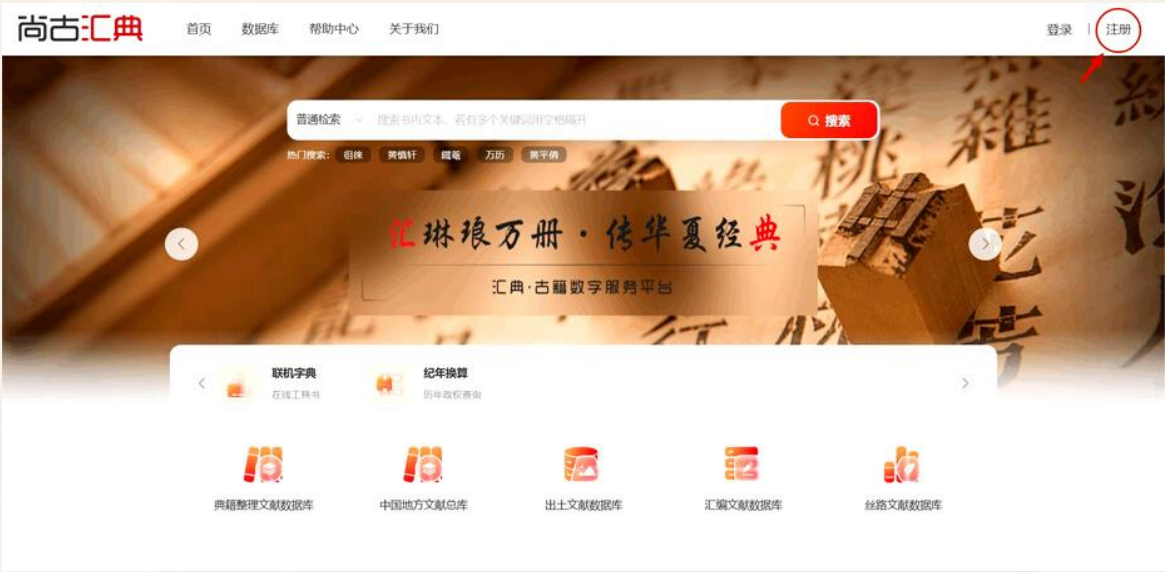 尚古汇典 首页 数据库 帮助中心 关于我们 登录 | 注册
普通检索 搜索书内文本、若有多个关键词用空格隔开 搜索
热门搜索： 徂徕 黄慎轩 万历 黄平倩
汇琳琅万册·传华夏经典
汇典·古籍数字服务平台
联机字典 纪年换算
在线工具书 历年政权查询
典籍整理文献数据库 中国地方文献总库 出土文献数据库 汇编文献数据库 丝路文献数据库